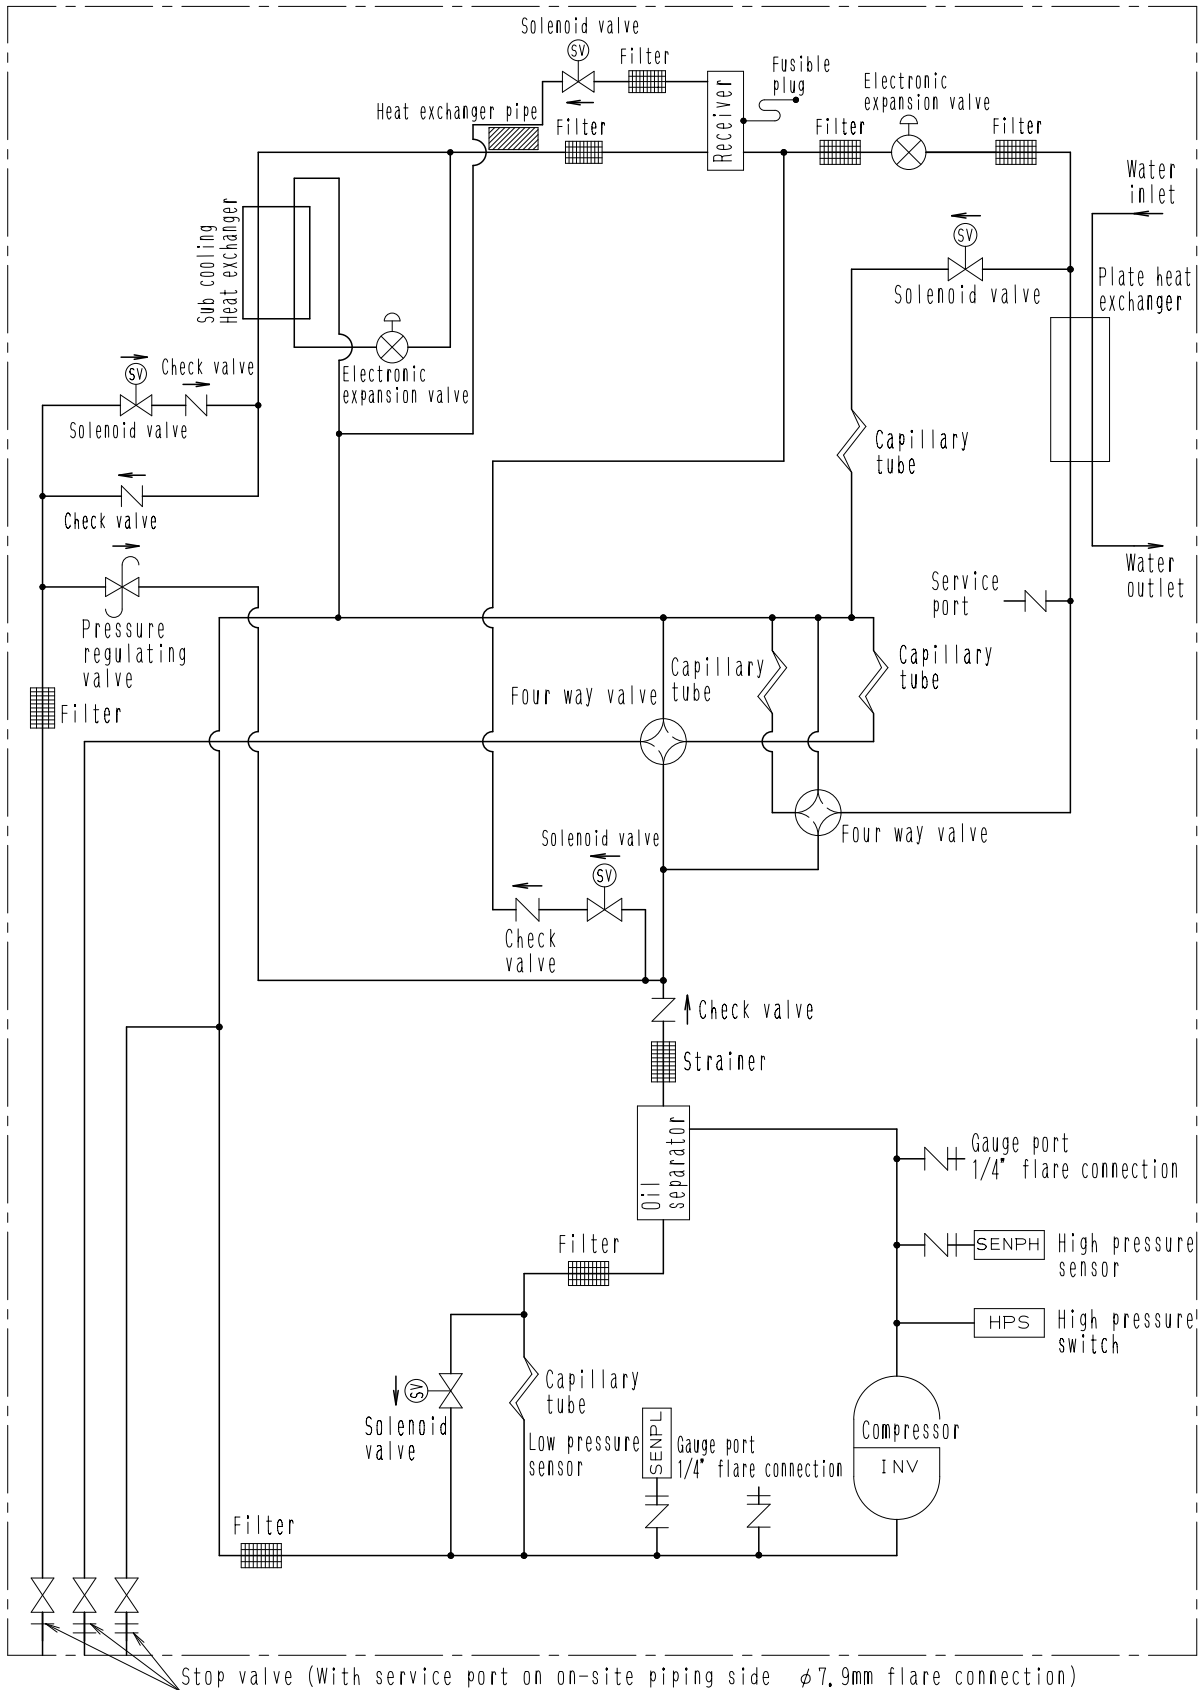 Solenoid valve
SV
Filter
Fusible
plug
Electronic
expansion valve
Heat exchanger pipe
Filter
Receiver
Filter
Filter
Water
inlet
Sub cooling
Heat exchanger
SV
Solenoid valve
Plate heat
exchanger
SV
Check valve
Solenoid valve
Electronic
expansion valve
Capillary
tube
Check valve
Water
outlet
Service
port
Pressure
regulating
valve
Capillary
tube
Capillary
tube
Four way valve
Filter
Four way valve
Solenoid valve
SV
Check
valve
Check valve
Strainer
Oil
separator
Gauge port
1/4" flare connection
Filter
SENPH
High pressure
sensor
HPS
High pressure
switch
SV
Solenoid
valve
Capillary
tube
Low pressure
sensor
SENPL
Gauge port
1/4" flare connection
Compressor
INV
Filter
Stop valve (With service port on on-site piping side φ7.9mm flare connection)